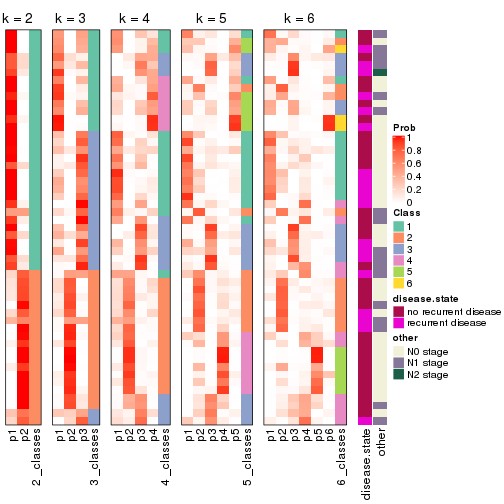 k = 2 k = 3 k = 4 k = 5 k = 6
Prob
1
0.8
0.6
0.4
0.2
0
Class
1
2
3
4
5
6
disease.state
no recurrent disease
recurrent disease
other
N0 stage
N1 stage
N2 stage
p1 p2 2_classes p1 p2 p3 3_classes p1 p2 p3 p4 4_classes p1 p2 p3 p4 p5 5_classes p1 p2 p3 p4 p5 p6 6_classes disease.state other